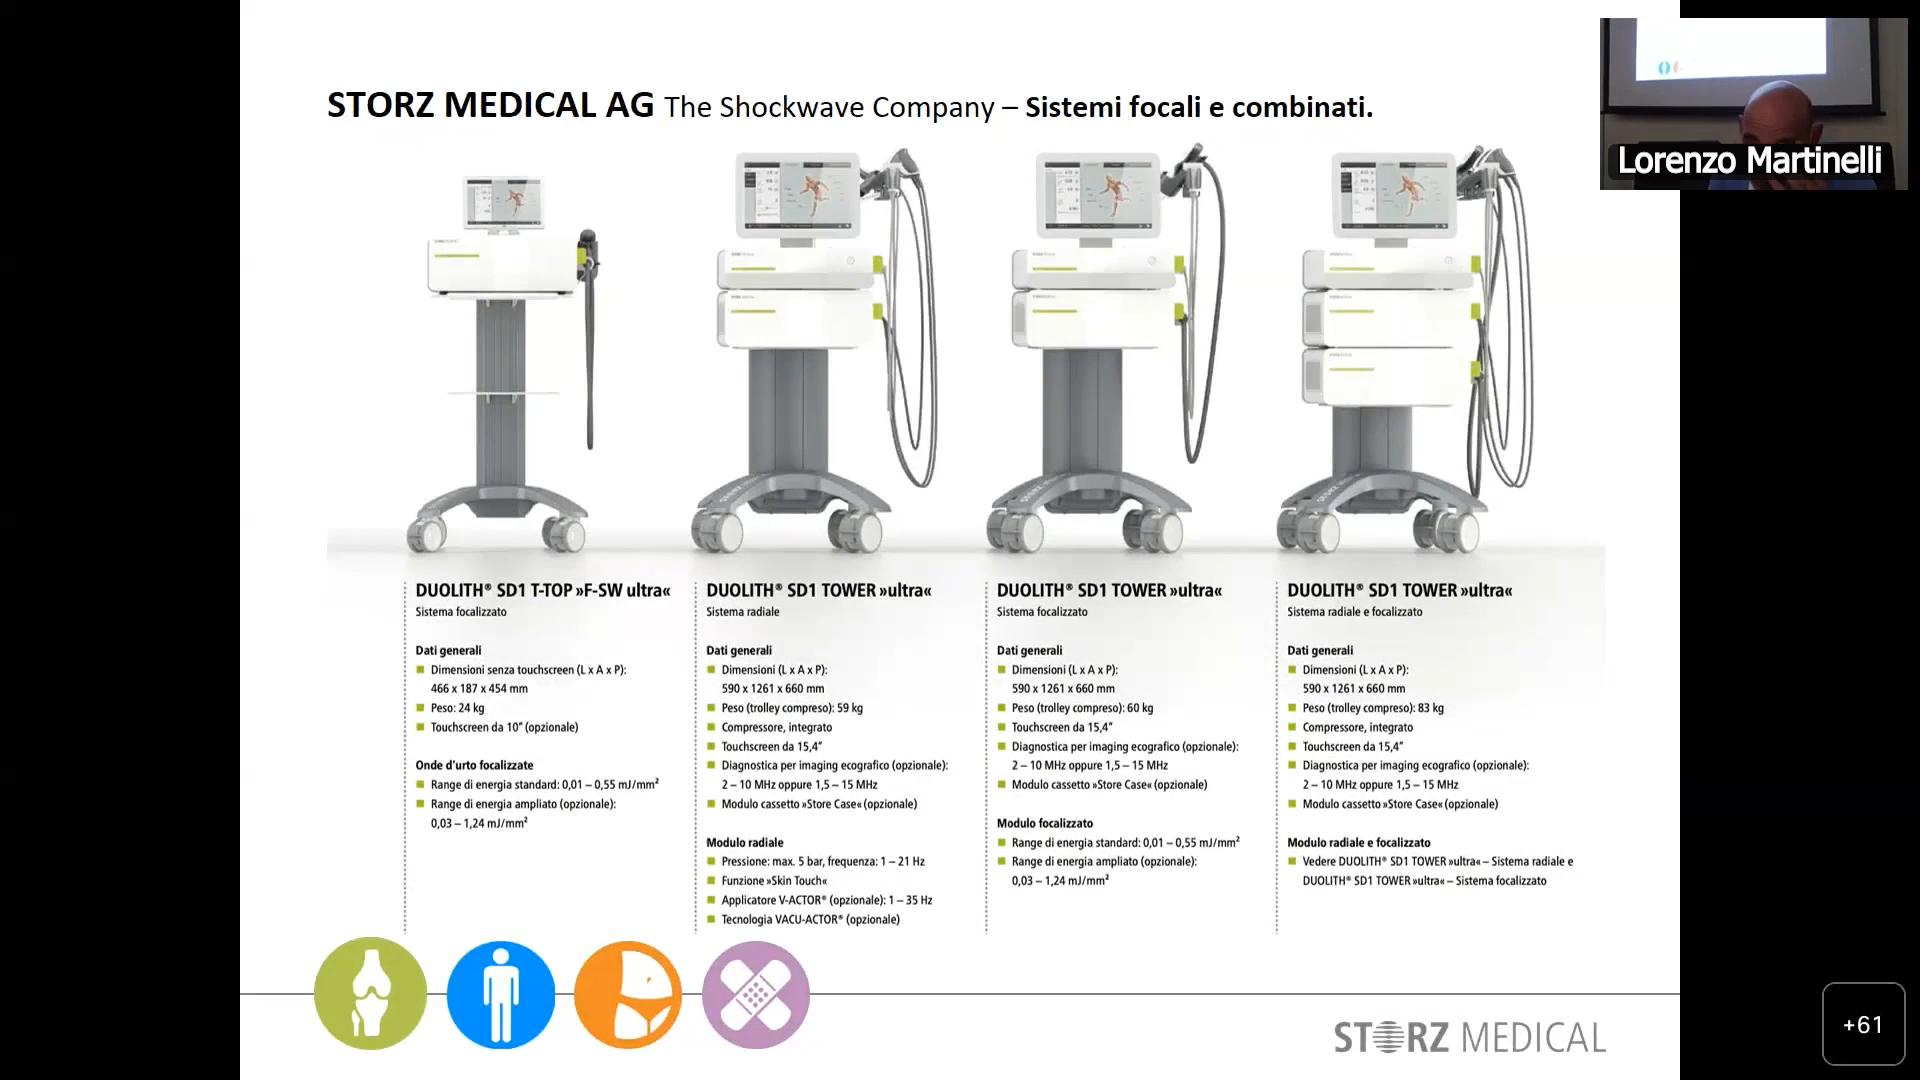 STORZ MEDICAL AG The Shockwave Company – Sistemi focali e combinati.
Lorenzo Martinelli
DUOLITH® SD1 T-TOP »F-SW ultra«
Sistema focalizzato
Dati generali
Dimensioni senza touchscreen (L x A x P):
466 x 187 x 454 mm
Peso: 24 kg
Touchscreen da 10” (opzionale)
Onde d’urto focalizzate
Range di energia standard: 0,01 – 0,55 mJ/mm²
Range di energia ampliato (opzionale):
0,03 – 1,24 mJ/mm²
DUOLITH® SD1 TOWER »ultra«
Sistema radiale
Dati generali
Dimensioni (L x A x P):
590 x 1261 x 660 mm
Peso (trolley compreso): 59 kg
Compressore, integrato
Touchscreen da 15,4”
Diagnostica per imaging ecografico (opzionale):
2 – 10 MHz oppure 1,5 – 15 MHz
Modulo cassetto »Store Case« (opzionale)
Modulo radiale
Pressione: max. 5 bar, frequenza: 1 – 21 Hz
Funzione »Skin Touch«
Applicatore V-ACTOR® (opzionale): 1 – 35 Hz
Tecnologia VACU-ACTOR® (opzionale)
DUOLITH® SD1 TOWER »ultra«
Sistema focalizzato
Dati generali
Dimensioni (L x A x P):
590 x 1261 x 660 mm
Peso (trolley compreso): 60 kg
Touchscreen da 15,4”
Diagnostica per imaging ecografico (opzionale):
2 – 10 MHz oppure 1,5 – 15 MHz
Modulo cassetto »Store Case« (opzionale)
Modulo focalizzato
Range di energia standard: 0,01 – 0,55 mJ/mm²
Range di energia ampliato (opzionale):
0,03 – 1,24 mJ/mm²
DUOLITH® SD1 TOWER »ultra«
Sistema radiale e focalizzato
Dati generali
Dimensioni (L x A x P):
590 x 1261 x 660 mm
Peso (trolley compreso): 83 kg
Compressore, integrato
Touchscreen da 15,4”
Diagnostica per imaging ecografico (opzionale):
2 – 10 MHz oppure 1,5 – 15 MHz
Modulo cassetto »Store Case« (opzionale)
Modulo radiale e focalizzato
Vedere DUOLITH® SD1 TOWER »ultra« – Sistema radiale e
DUOLITH® SD1 TOWER »ultra« – Sistema focalizzato
STORZ MEDICAL
+61